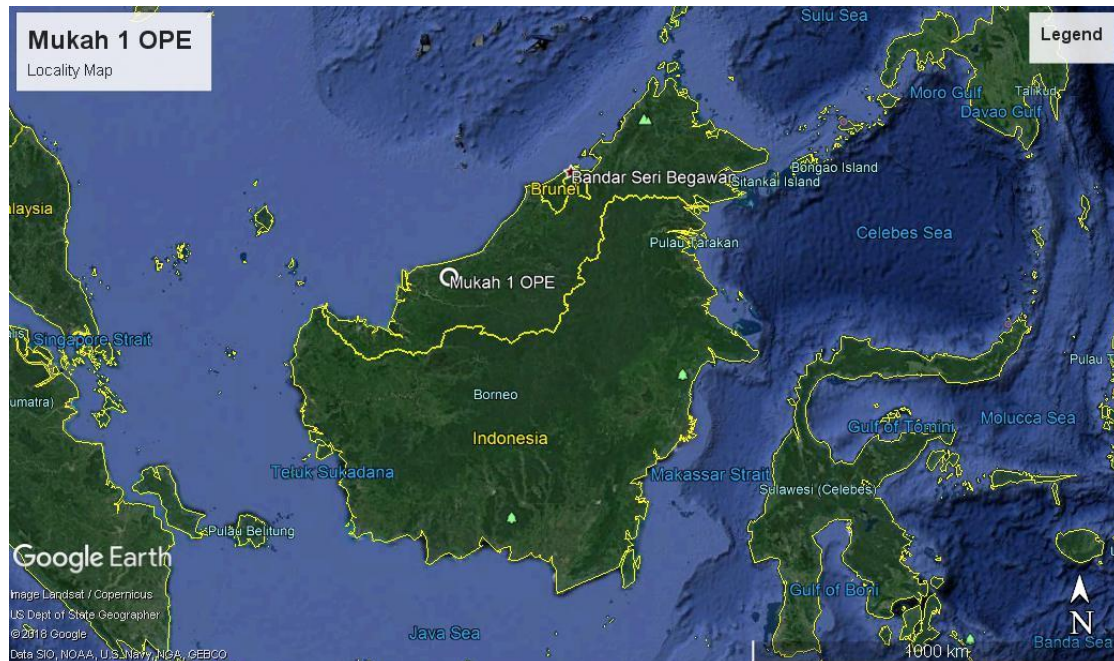 Mukah 1 OPE
Locality Map
Legend
Sulu Sea
Moro Gulf
Talikud
Davao Gulf
Bongao Island
Bandar Seri Begawan
Sitankai Island
Brunei
alaysia
Celebes Sea
Pulau Tarakan
Mukah 1 OPE
Singapore Strait
Pulau T
umatra)
Borneo
Molucca Sea
Gulf of Tomini
Indonesia
Teluk Sukadana
Makassar Strait
Sulawesi (Celebes)
Pulau Belitung
Google Earth
Gulf of Boni
Image Landsat / Copernicus
US Dept of State Geographer
©2018 Google
Data SIO, NOAA, U.S. Navy, NGA, GEBCO
Java Sea
N
Banda Sea
1000 km